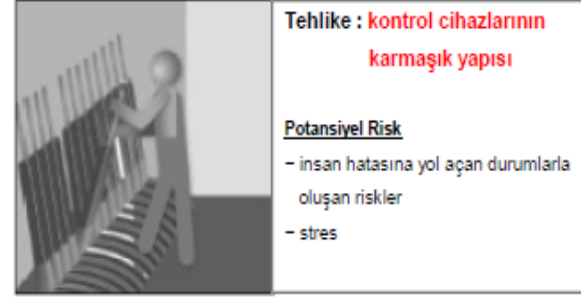 Tehlike : kontrol cihazlarının
karmaşık yapısı
Potansiyel Risk
− insan hatasına yol açan durumlarla
oluşan riskler
− stres